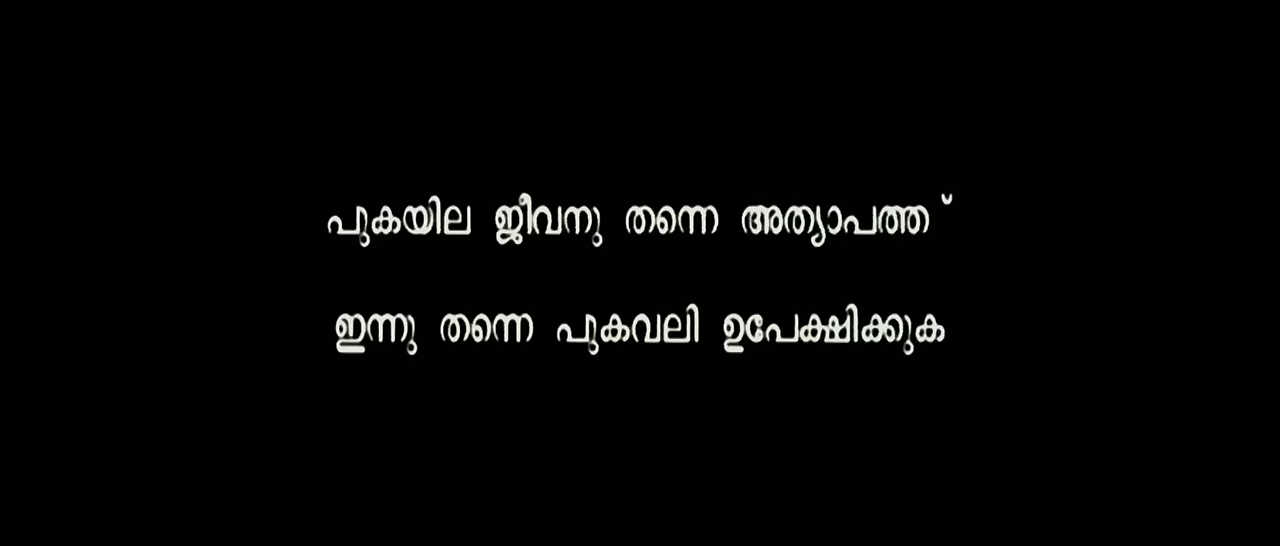 പുകയില ജീവനു തന്നെ അത്യാപത്ത്
ഇന്നു തന്നെ പുകവലി ഉപേക്ഷിക്കുക